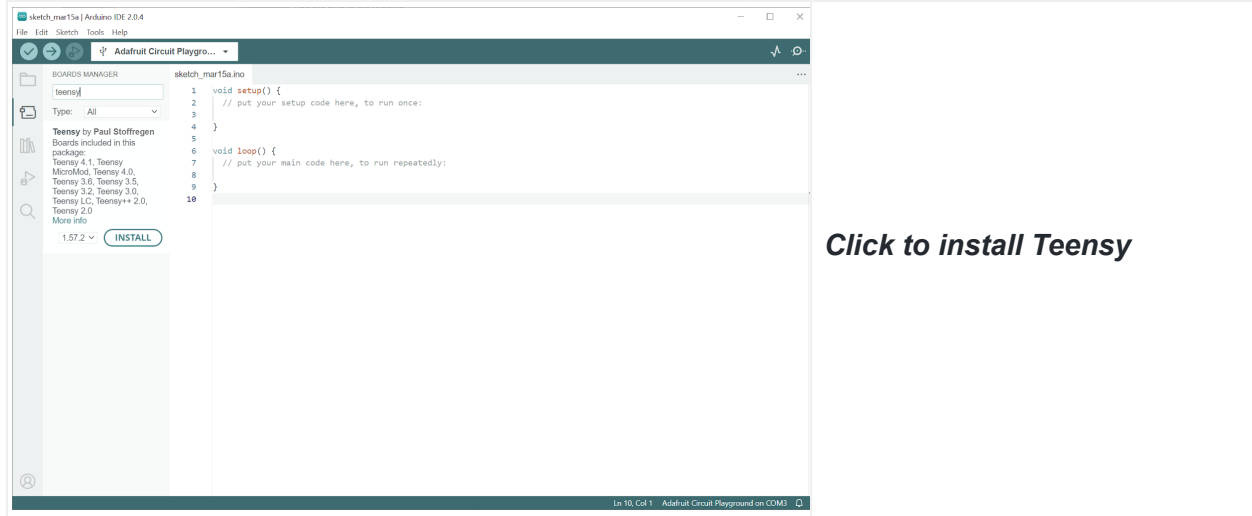 sketch_mar15a | Arduino IDE 2.0.4
File Edit Sketch Tools Help
Adafruit Circuit Playgro...
BOARDS MANAGER
teensy
Type: All
Teensy by Paul Stoffregen
Boards included in this
package:
Teensy 4.1, Teensy
MicroMod, Teensy 4.0,
Teensy 3.6, Teensy 3.5,
Teensy 3.2, Teensy 3.0,
Teensy LC, Teensy++ 2.0,
Teensy 2.0
More info
1.57.2 INSTALL
sketch_mar15a.ino
...
1 void setup() {
2 // put your setup code here, to run once:
3
4 }
5
6 void loop() {
7 // put your main code here, to run repeatedly:
8
9 }
10
Ln 10, Col 1 Adafruit Circuit Playground on COM3
Click to install Teensy